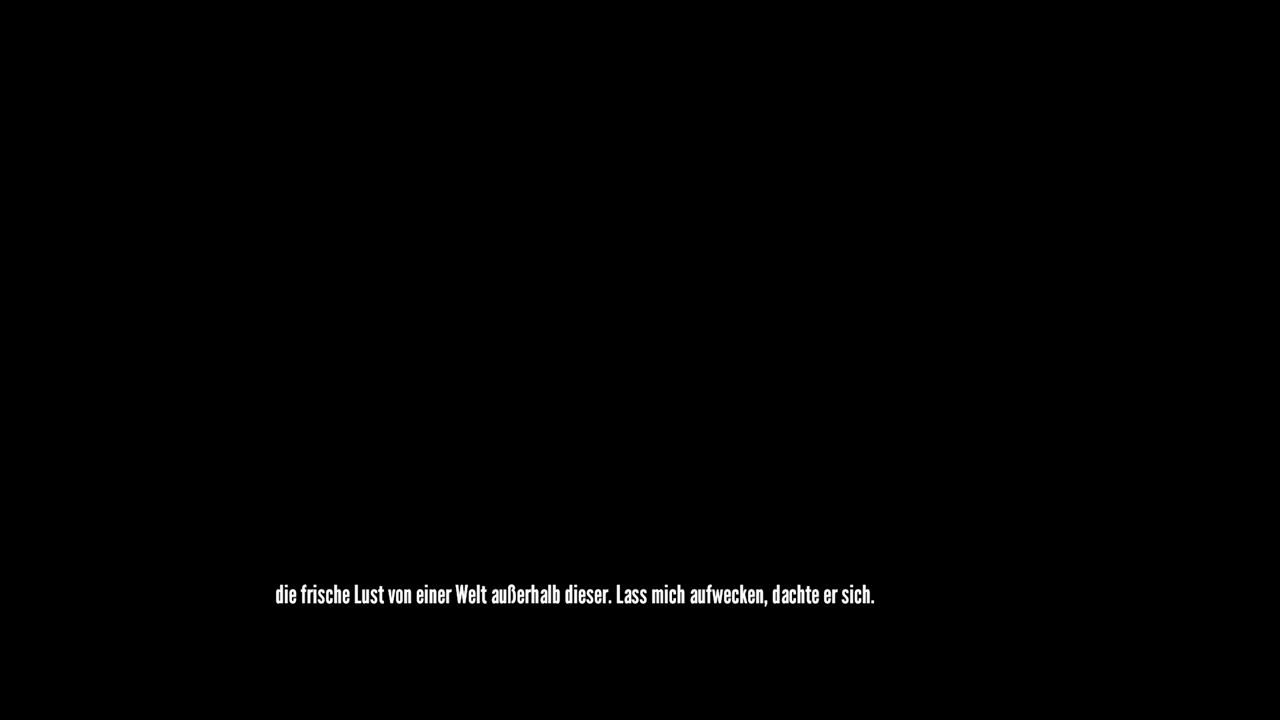 die frische Lust von einer Welt außerhalb dieser. Lass mich aufwecken, dachte er sich.